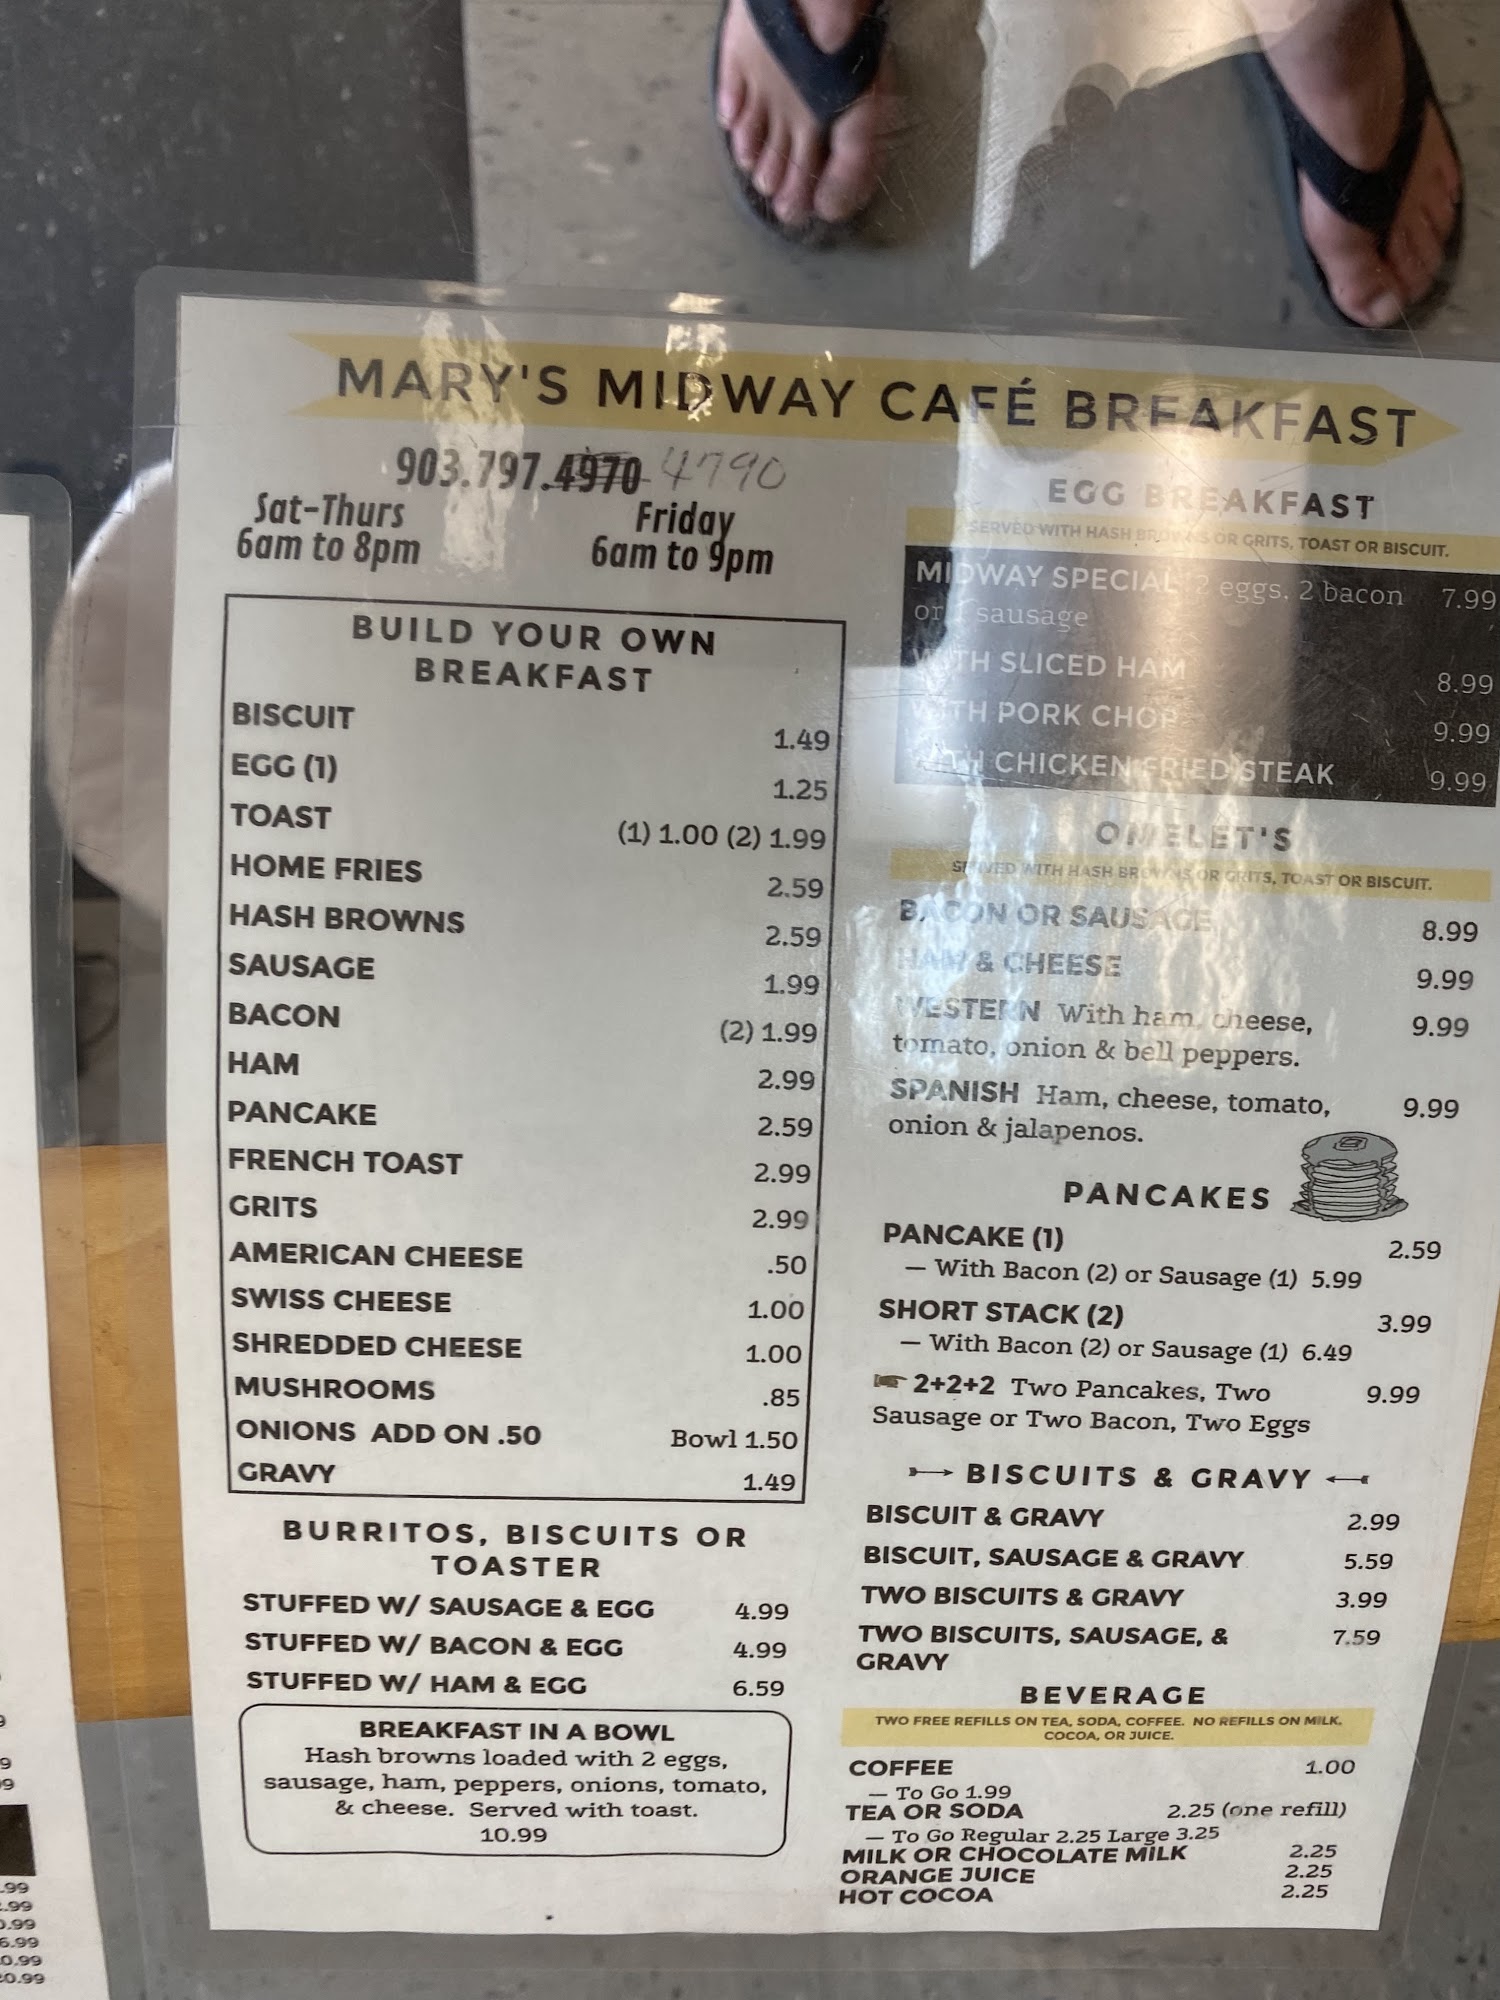 MARY'S MIDWAY CAFÉ BREAKFAST
903.797.4970 4790
Sat-Thurs
6am to 8pm
Friday
6am to 9pm
BUILD YOUR OWN
BREAKFAST
BISCUIT 1.49
EGG (1) 1.25
TOAST (1) 1.00 (2) 1.99
HOME FRIES 2.59
HASH BROWNS 2.59
SAUSAGE 1.99
BACON (2) 1.99
HAM 2.99
PANCAKE 2.59
FRENCH TOAST 2.99
GRITS 2.99
AMERICAN CHEESE .50
SWISS CHEESE 1.00
SHREDDED CHEESE 1.00
MUSHROOMS .85
ONIONS ADD ON .50 Bowl 1.50
GRAVY 1.49
BURRITOS, BISCUITS OR
TOASTER
STUFFED W/ SAUSAGE & EGG 4.99
STUFFED W/ BACON & EGG 4.99
STUFFED W/ HAM & EGG 6.59
BREAKFAST IN A BOWL
Hash browns loaded with 2 eggs,
sausage, ham, peppers, onions, tomato,
& cheese. Served with toast.
10.99
EGG BREAKFAST
SERVED WITH HASH BROWNS OR GRITS, TOAST OR BISCUIT.
MIDWAY SPECIAL 2 eggs, 2 bacon 7.99
or 1 sausage
WITH SLICED HAM 8.99
WITH PORK CHOP 9.99
WITH CHICKEN FRIED STEAK 9.99
OMELET'S
SERVED WITH HASH BROWNS OR GRITS, TOAST OR BISCUIT.
BACON OR SAUSAGE 8.99
HAM & CHEESE 9.99
WESTERN With ham, cheese, 9.99
tomato, onion & bell peppers.
SPANISH Ham, cheese, tomato, 9.99
onion & jalapenos.
PANCAKES
PANCAKE (1) 2.59
— With Bacon (2) or Sausage (1) 5.99
SHORT STACK (2) 3.99
— With Bacon (2) or Sausage (1) 6.49
2+2+2 Two Pancakes, Two 9.99
Sausage or Two Bacon, Two Eggs
BISCUITS & GRAVY
BISCUIT & GRAVY 2.99
BISCUIT, SAUSAGE & GRAVY 5.59
TWO BISCUITS & GRAVY 3.99
TWO BISCUITS, SAUSAGE, & 7.59
GRAVY
BEVERAGE
TWO FREE REFILLS ON TEA, SODA, COFFEE. NO REFILLS ON MILK,
COCOA, OR JUICE.
COFFEE 1.00
— To Go 1.99
TEA OR SODA 2.25 (one refill)
— To Go Regular 2.25 Large 3.25
MILK OR CHOCOLATE MILK 2.25
ORANGE JUICE 2.25
HOT COCOA 2.25